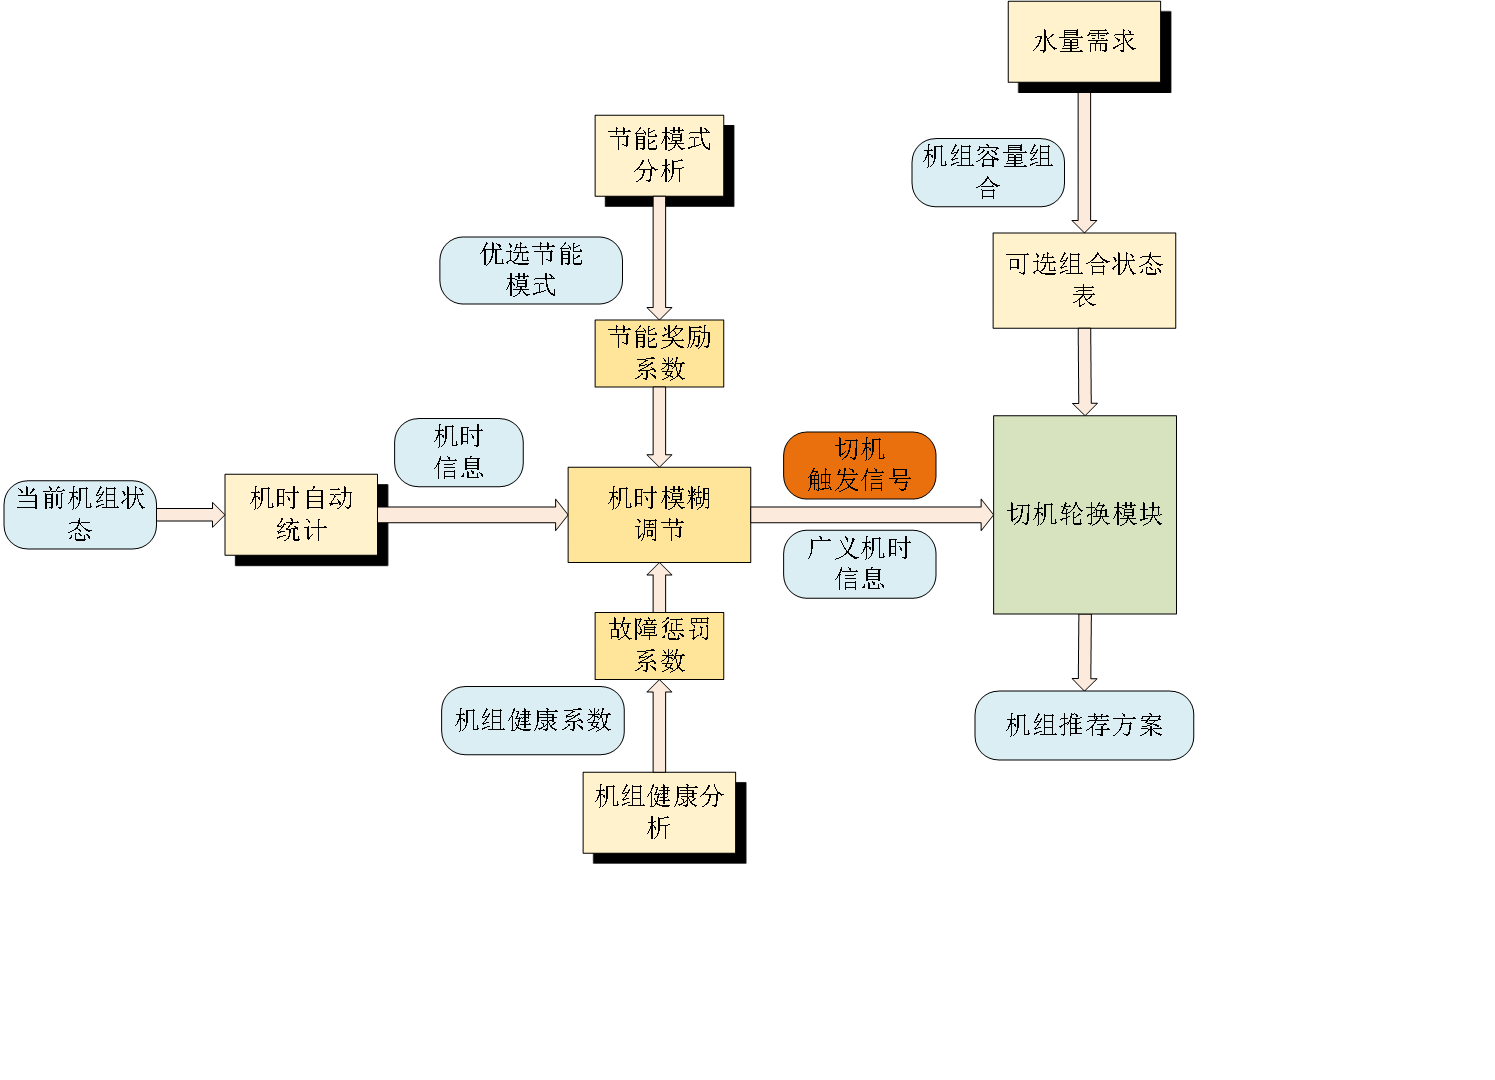 水量需求
节能模式
分析
机组容量组
合
优选节能
模式
可选组合状态
表
节能奖励
系数
机时
信息
切机
触发信号
当前机组状
态
机时自动
统计
机时模糊
调节
切机轮换模块
广义机时
信息
故障惩罚
系数
机组健康系数
机组推荐方案
机组健康分
析